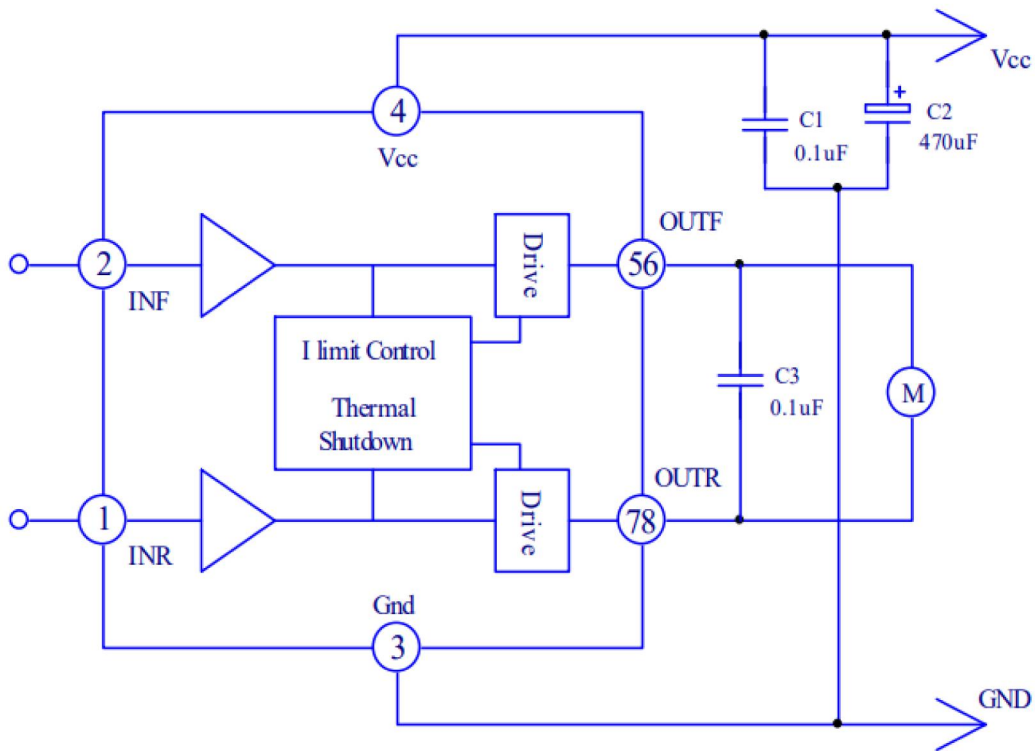 Vcc
4
Vcc
C1
0.1uF
+
C2
470uF
OUTF
2
INF
Drive
56
I limit Control
Thermal
Shutdown
C3
0.1uF
M
OUTR
1
INR
Drive
78
Gnd
3
GND